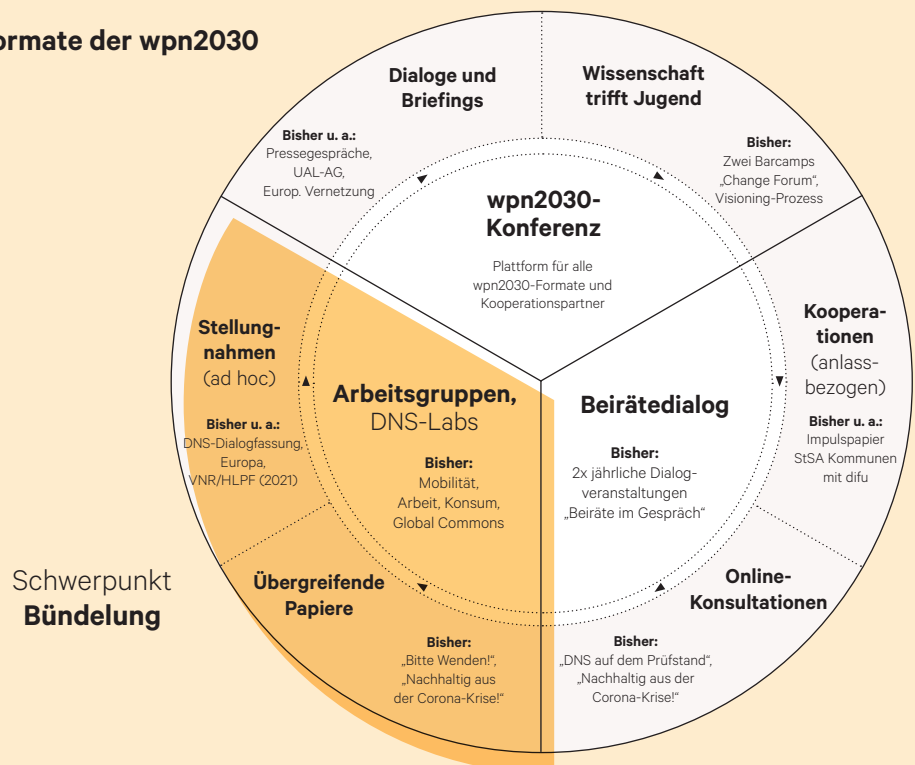 ormate der wpn2030
Dialoge und
Briefings
Bisher u. a.:
Pressegespräche,
UAL-AG,
Europ. Vernetzung
Wissenschaft
trifft Jugend
Bisher:
Zwei Barcamps
„Change Forum“,
Visioning-Prozess
wpn2030-
Konferenz
Plattform für alle
wpn2030-Formate und
Kooperationspartner
Koopera-
tionen
(anlass-
bezogen)
Bisher u. a.:
Impulspapier
StSA Kommunen
mit difu
Stellung-
nahmen
(ad hoc)
Bisher u. a.:
DNS-Dialogfassung,
Europa,
VNR/HLPF (2021)
Arbeitsgruppen,
DNS-Labs
Bisher:
Mobilität,
Arbeit, Konsum,
Global Commons
Beirätedialog
Bisher:
2x jährliche Dialog-
veranstaltungen
„Beiräte im Gespräch“
Schwerpunkt
Bündelung
Übergreifende
Papiere
Bisher:
„Bitte Wenden!“,
„Nachhaltig aus
der Corona-Krise!“
Online-
Konsultationen
Bisher:
„DNS auf dem Prüfstand“,
„Nachhaltig aus der
Corona-Krise!“